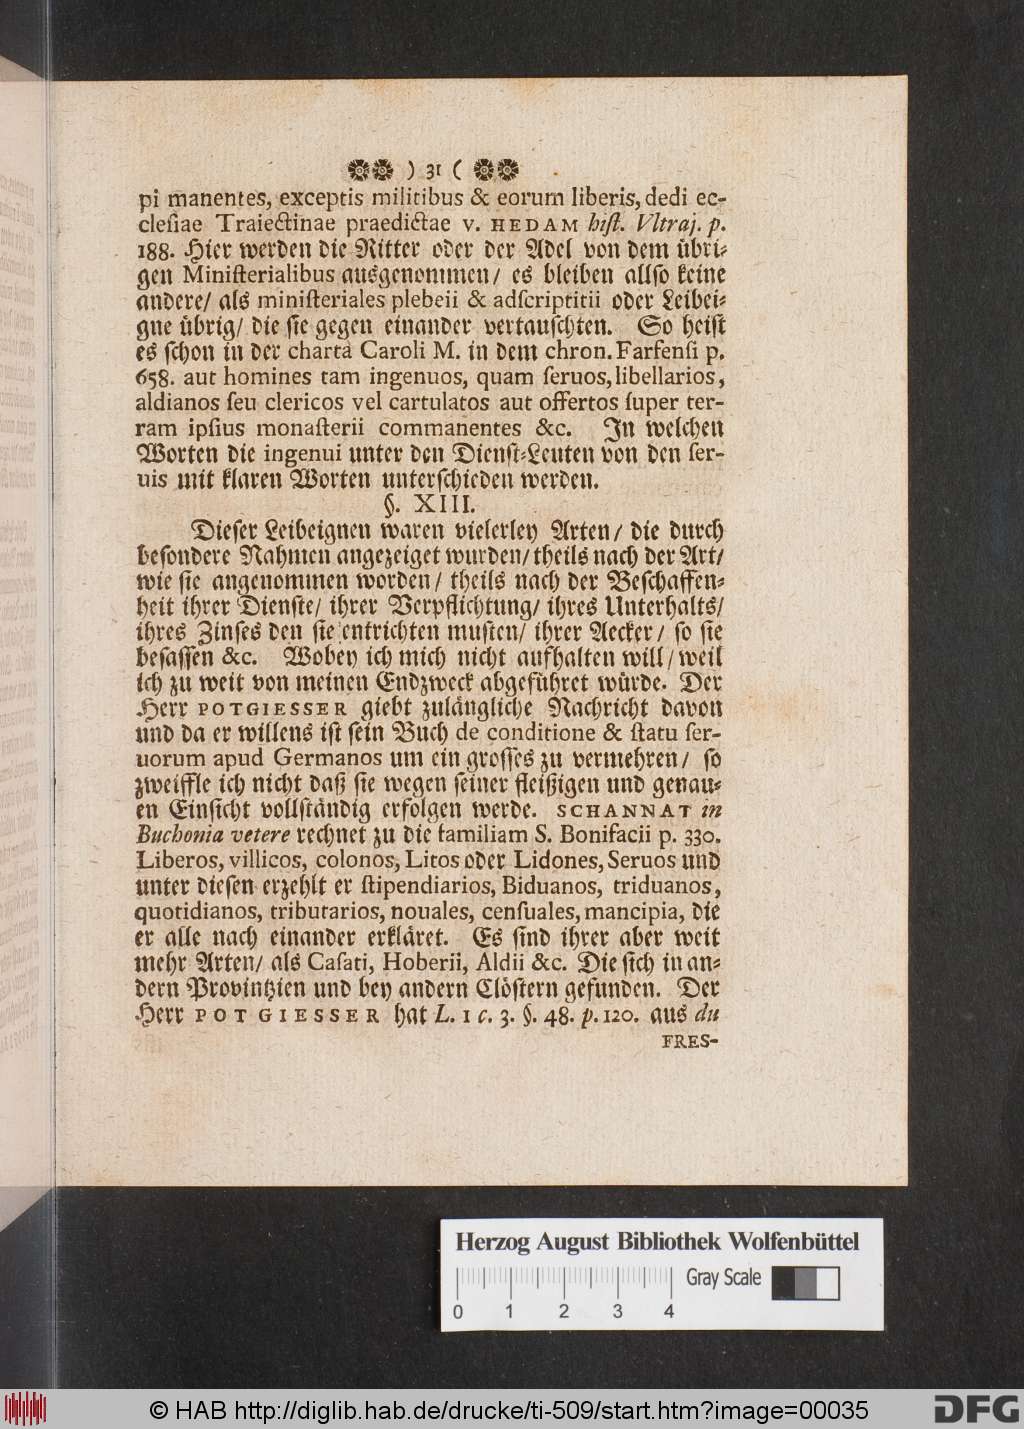 ) 31 (
pi manentes, exceptis militibus & eorum liberis, dedi ec-
clesiae Traiectinae praedictae v. HEDAM hist. Vltraj. p.
188. Hier werden die Ritter oder der Adel von dem übri-
gen Ministerialibus ausgenommen/ es bleiben allso keine
andere/ als ministeriales plebeii & adscriptitii oder Leibei-
gne übrig/ die sie gegen einander vertauschten. So heist
es schon in der charta Caroli M. in dem chron. Farfensi p.
658. aut homines tam ingenuos, quam seruos, libellarios,
aldianos seu clericos vel cartulatos aut offertos super ter-
ram ipsius monasterii commanentes &c. In welchen
Worten die ingenui unter den Dienst-Leuten von den ser-
uis mit klaren Worten unterschieden werden.
§. XIII.
Dieser Leibeignen waren vielerley Arten/ die durch
besondere Nahmen angezeiget wurden/ theils nach der Art/
wie sie angenommen worden/ theils nach der Beschaffen-
heit ihrer Dienste/ ihrer Verpflichtung/ ihres Unterhalts/
ihres Zinses den sie entrichten musten/ ihrer Aecker/ so sie
besassen &c. Wobey ich mich nicht aufhalten will/ weil
ich zu weit von meinen Endzweck abgeführet würde. Der
Herr POTGIESSER giebt zulängliche Nachricht davon
und da er willens ist sein Buch de conditione & statu ser-
uorum apud Germanos um ein grosses zu vermehren/ so
zweiffle ich nicht daß sie wegen seiner fleißigen und genau-
en Einsicht vollständig erfolgen werde. SCHANNAT in
Buchonia vetere rechnet zu die familiam S. Bonifacii p. 330.
Liberos, villicos, colonos, Litos oder Lidones, Seruos und
unter diesen erzehlt er stipendiarios, Biduanos, triduanos,
quotidianos, tributarios, nouales, censuales, mancipia, die
er alle nach einander erkläret. Es sind ihrer aber weit
mehr Arten/ als Casati, Hoberii, Aldii &c. Die sich in an-
dern Provintzien und bey andern Clöstern gefunden. Der
Herr POTGIESSER hat L. 1 c. 3. §. 48. p. 120. aus du
FRES-
Herzog August Bibliothek Wolfenbüttel
Gray Scale
0 1 2 3 4
© HAB http://diglib.hab.de/drucke/ti-509/start.htm?image=00035
DFG